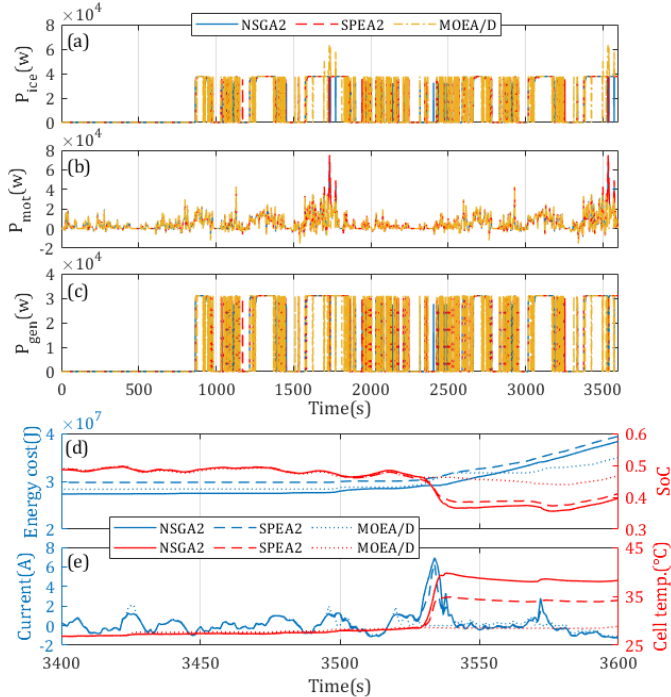 NSGA2 SPEA2 MOEA/D
×10⁴
(a)
P_ice(w)
8
6
4
2
0
×10⁴
(b)
P_mot(w)
8
6
4
2
0
-2
×10⁴
(c)
P_gen(w)
4
3
2
1
0
0 500 1000 1500 2000 2500 3000 3500
Time(s)
×10⁷
(d)
Energy cost(J)
4
3
2
0.6
0.5
0.4
0.3
SoC
NSGA2 SPEA2 MOEA/D
NSGA2 SPEA2 MOEA/D
(e)
Current(A)
8
6
4
2
0
-2
45
35
25
Cell temp.(°C)
3400 3450 3500 3550 3600
Time(s)